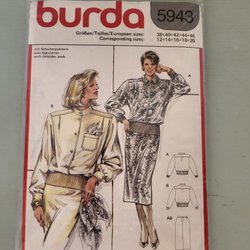 burda 5943
Größen/Tailles/European sizes: 38+40+42+44+46
Corresponding sizes: 12+14+16+18+20
mit Schulterpolstern
avec épaulettes
with shoulder pads
A
B
A
B
AB